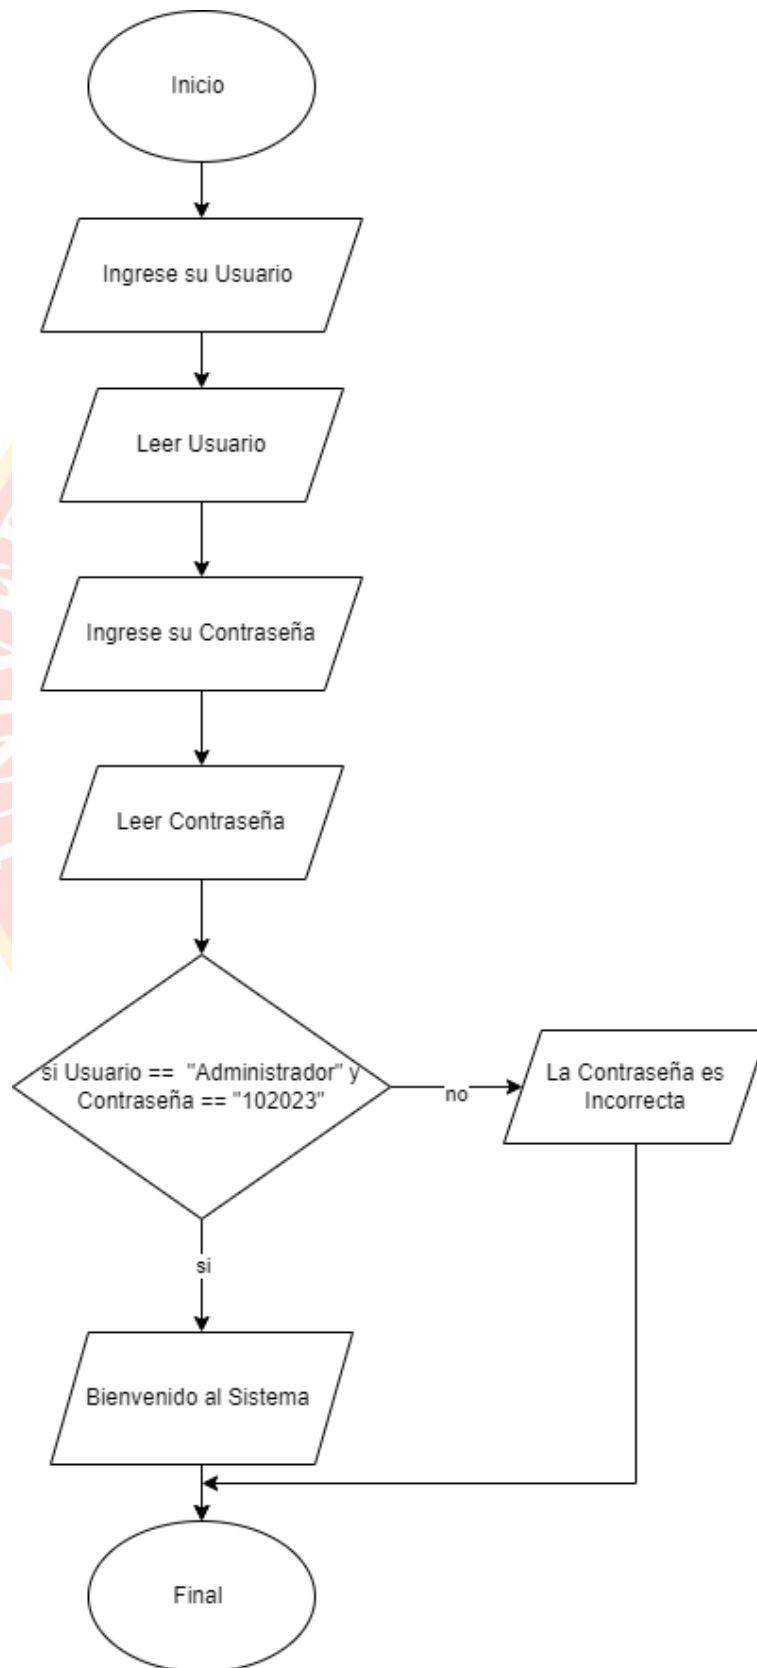 Inicio
Ingrese su Usuario
Leer Usuario
Ingrese su Contraseña
Leer Contraseña
si Usuario ==  "Administrador" y
Contraseña == "102023"
no
La Contraseña es
Incorrecta
si
Bienvenido al Sistema
Final